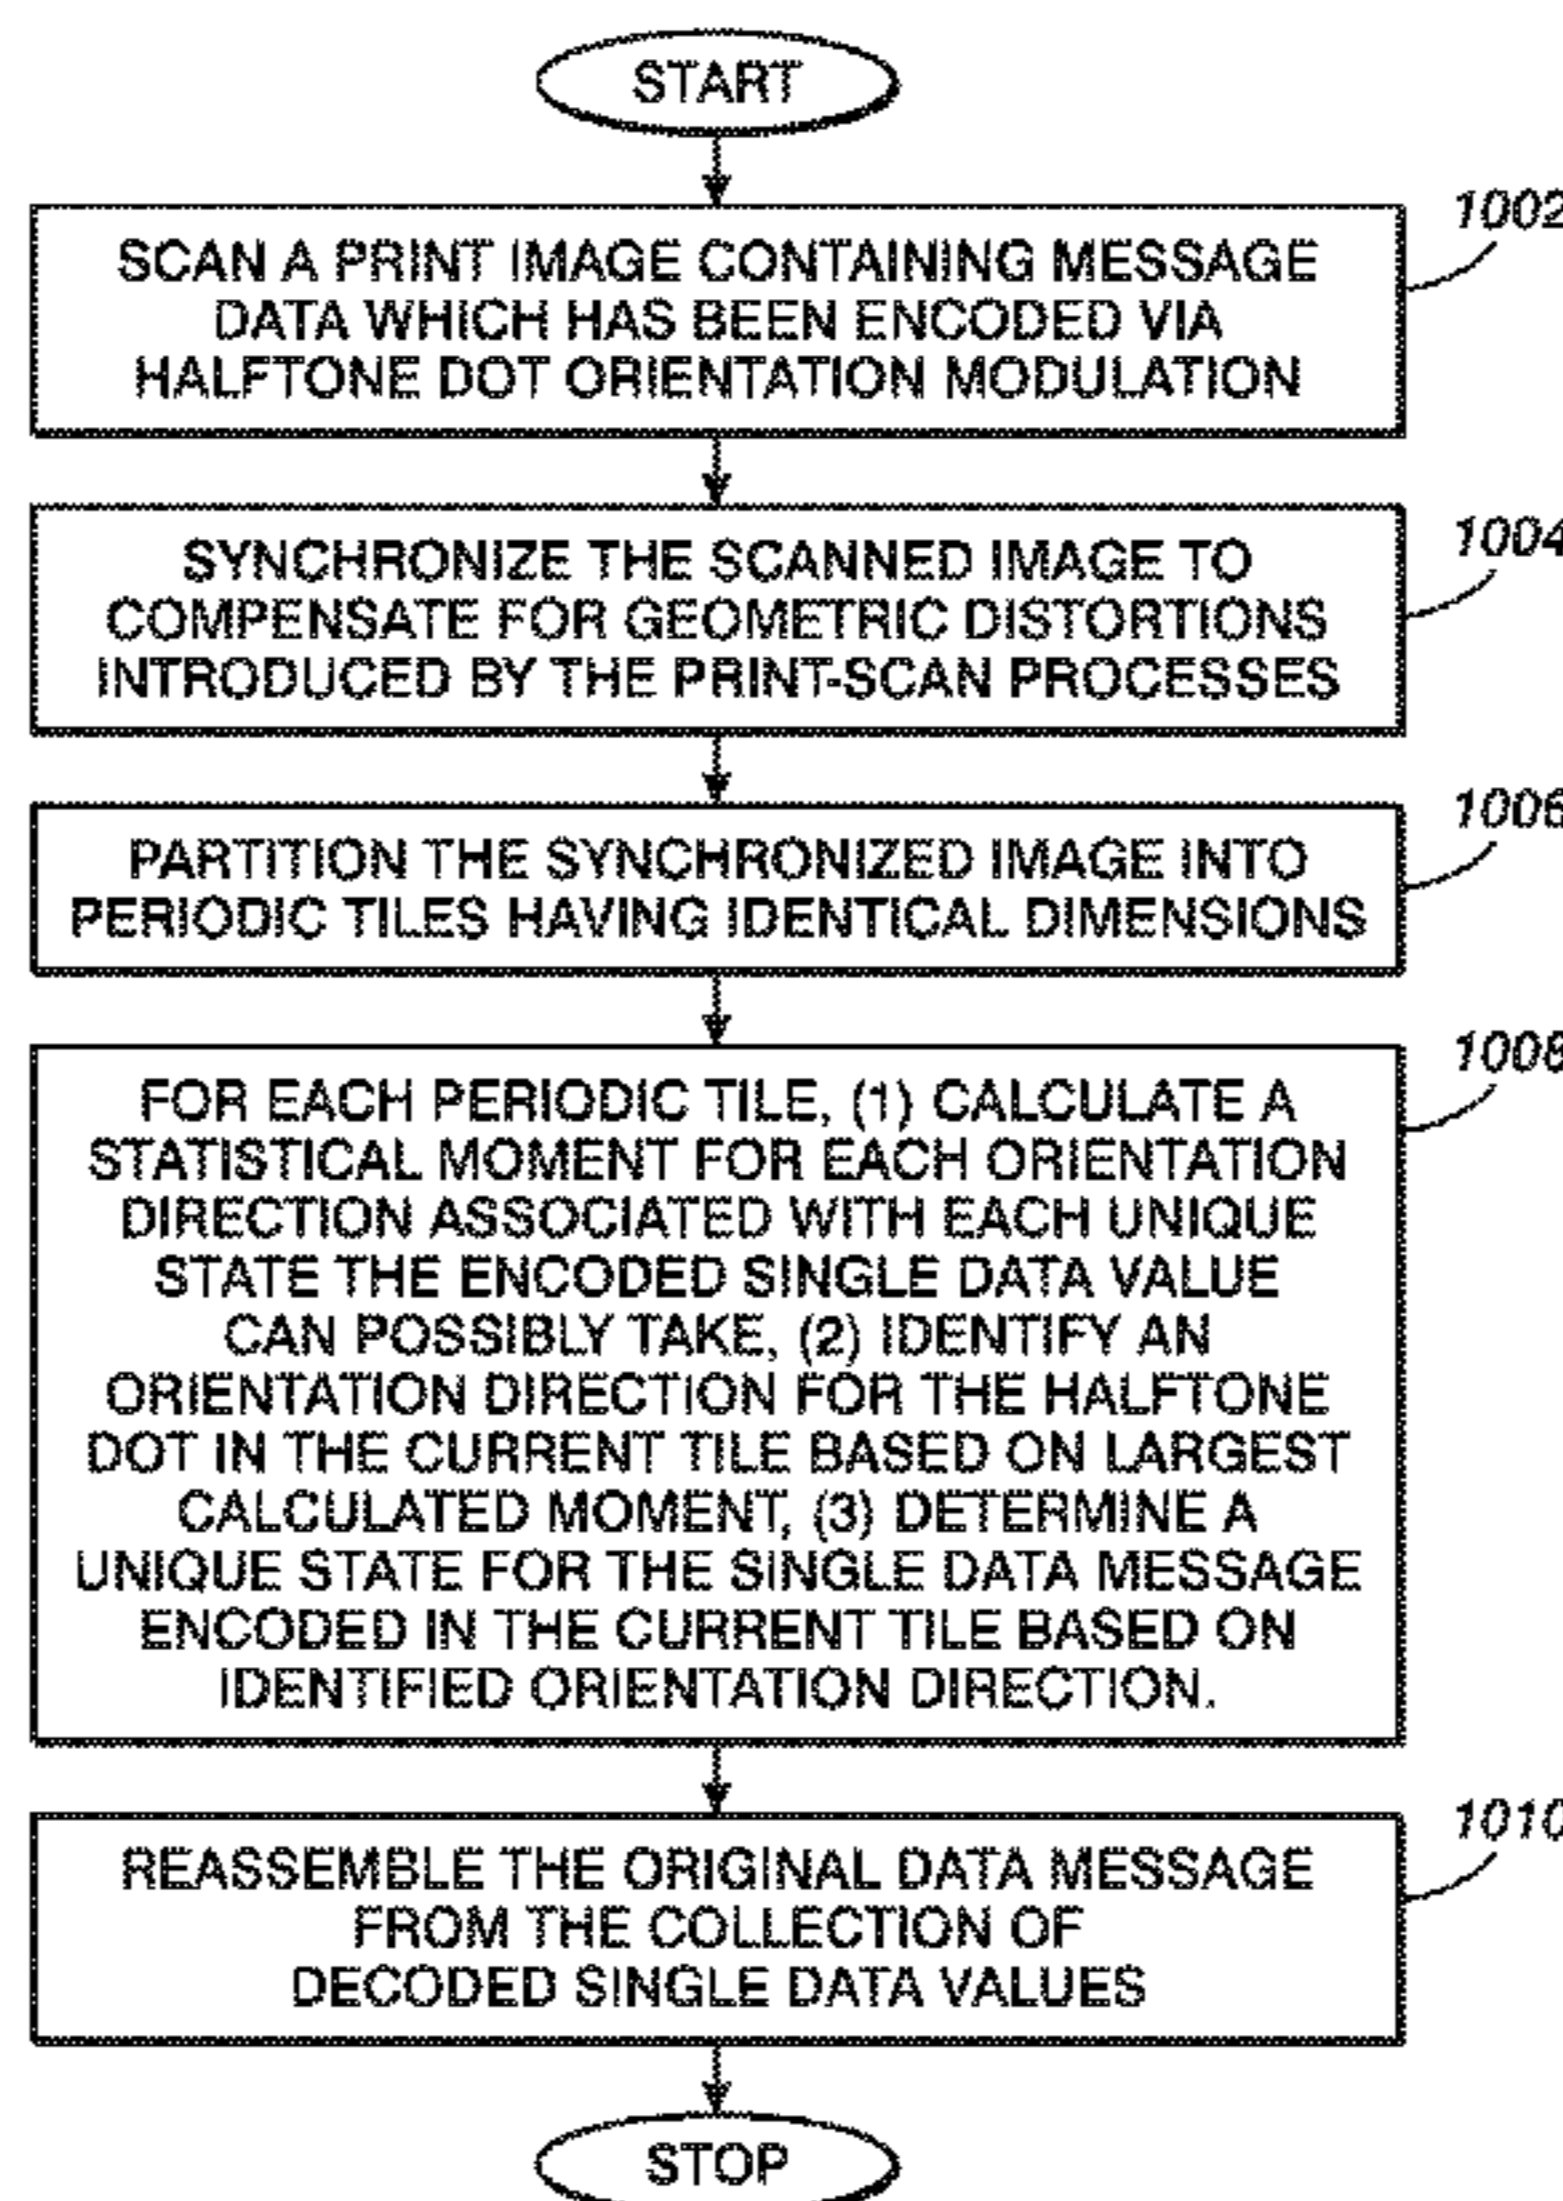 START
1002
SCAN A PRINT IMAGE CONTAINING MESSAGE
DATA WHICH HAS BEEN ENCODED VIA
HALFTONE DOT ORIENTATION MODULATION
1004
SYNCHRONIZE THE SCANNED IMAGE TO
COMPENSATE FOR GEOMETRIC DISTORTIONS
INTRODUCED BY THE PRINT-SCAN PROCESSES
1006
PARTITION THE SYNCHRONIZED IMAGE INTO
PERIODIC TILES HAVING IDENTICAL DIMENSIONS
1008
FOR EACH PERIODIC TILE, (1) CALCULATE A
STATISTICAL MOMENT FOR EACH ORIENTATION
DIRECTION ASSOCIATED WITH EACH UNIQUE
STATE THE ENCODED SINGLE DATA VALUE
CAN POSSIBLY TAKE, (2) IDENTIFY AN
ORIENTATION DIRECTION FOR THE HALFTONE
DOT IN THE CURRENT TILE BASED ON LARGEST
CALCULATED MOMENT, (3) DETERMINE A
UNIQUE STATE FOR THE SINGLE DATA MESSAGE
ENCODED IN THE CURRENT TILE BASED ON
IDENTIFIED ORIENTATION DIRECTION.
1010
REASSEMBLE THE ORIGINAL DATA MESSAGE
FROM THE COLLECTION OF
DECODED SINGLE DATA VALUES
STOP